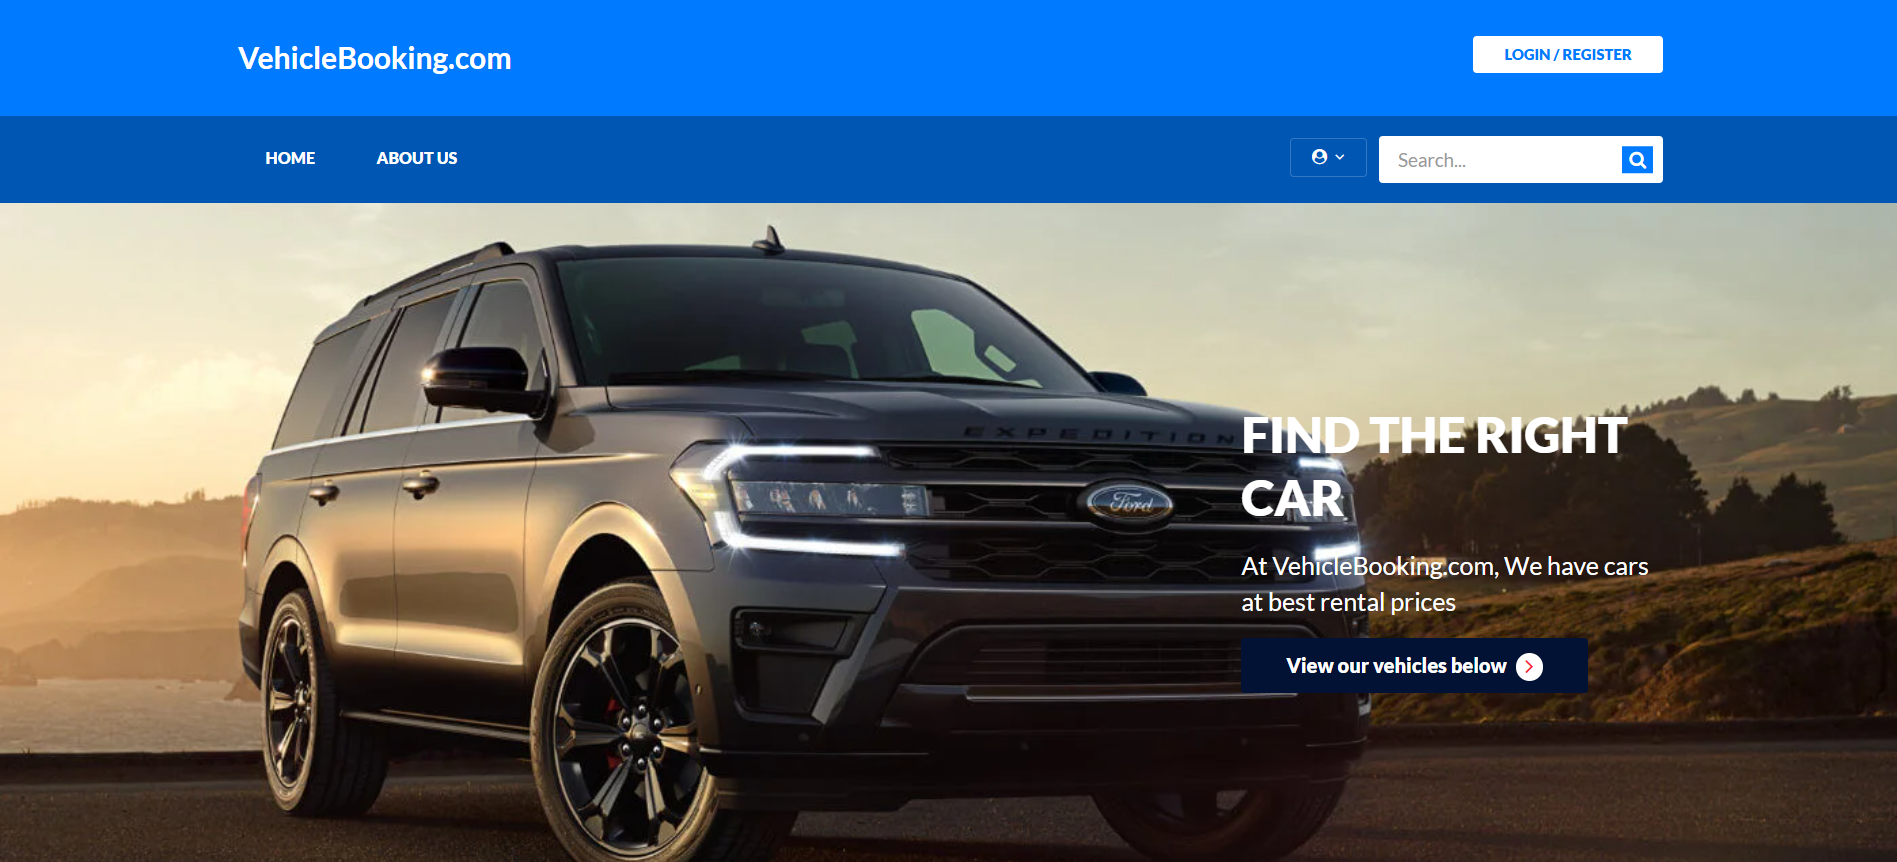 VehicleBooking.com
LOGIN / REGISTER
HOME
ABOUT US
Search...
EXPEDITION
Ford
FIND THE RIGHT
CAR
At VehicleBooking.com, We have cars
at best rental prices
View our vehicles below